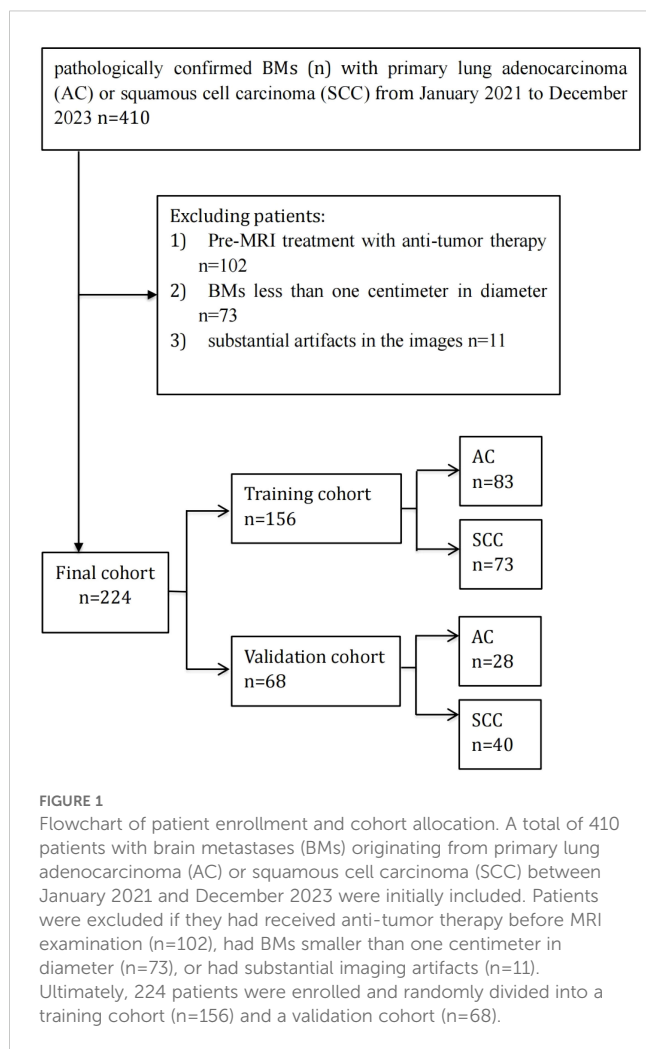 pathologically confirmed BMs (n) with primary lung adenocarcinoma
(AC) or squamous cell carcinoma (SCC) from January 2021 to December
2023 n=410
Excluding patients:
1) Pre-MRI treatment with anti-tumor therapy
n=102
2) BMs less than one centimeter in diameter
n=73
3) substantial artifacts in the images n=11
AC
n=83
Training cohort
n=156
SCC
n=73
Final cohort
n=224
AC
n=28
Validation cohort
n=68
SCC
n=40
FIGURE 1
Flowchart of patient enrollment and cohort allocation. A total of 410
patients with brain metastases (BMs) originating from primary lung
adenocarcinoma (AC) or squamous cell carcinoma (SCC) between
January 2021 and December 2023 were initially included. Patients
were excluded if they had received anti-tumor therapy before MRI
examination (n=102), had BMs smaller than one centimeter in
diameter (n=73), or had substantial imaging artifacts (n=11).
Ultimately, 224 patients were enrolled and randomly divided into a
training cohort (n=156) and a validation cohort (n=68).